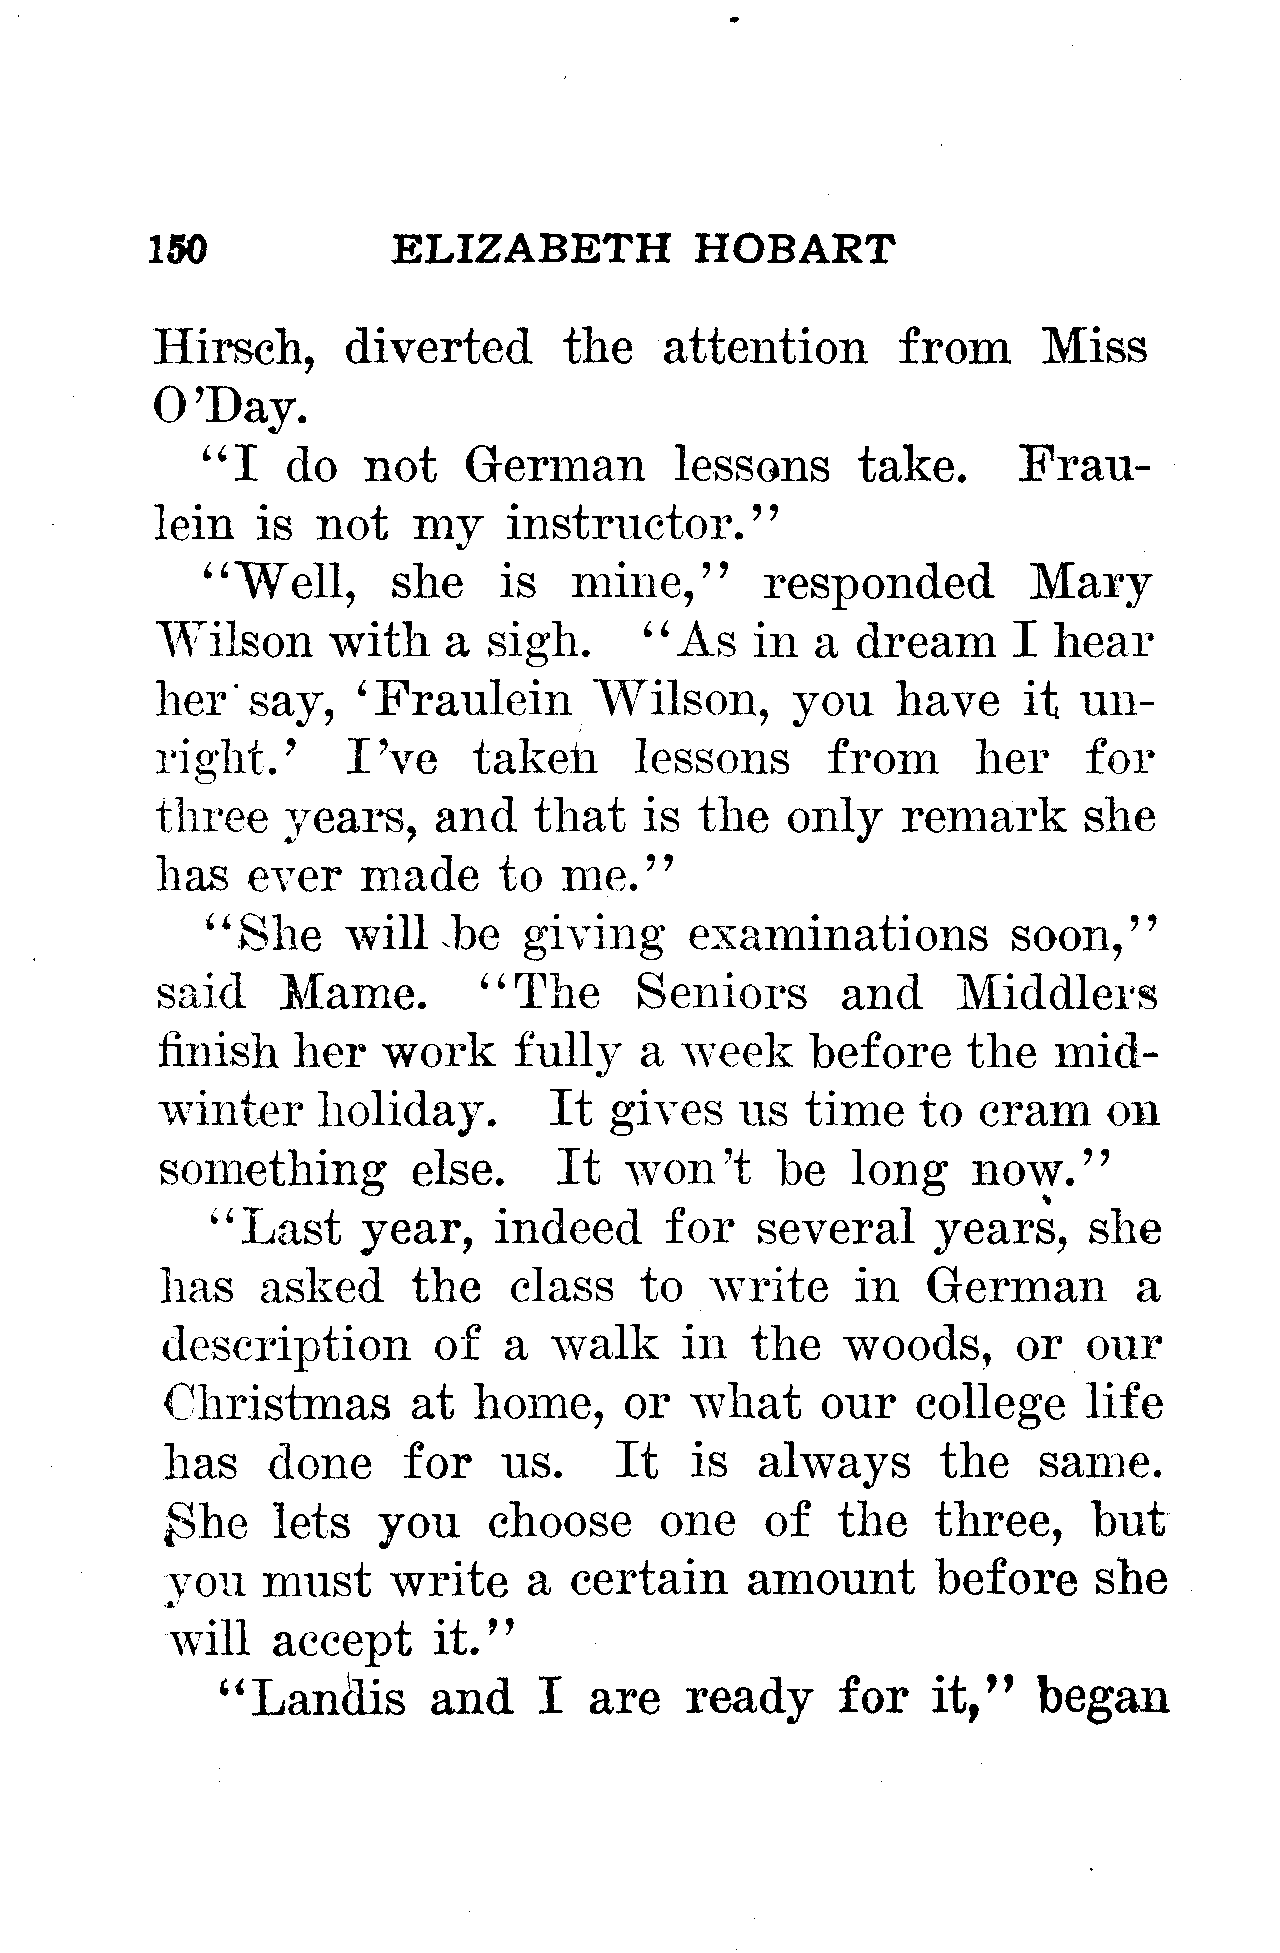 150 ELIZABETH HOBART
Hirsch, diverted the attention from Miss
O'Day.
"I do not German lessons take. Frau-
lein is not my instructor."
"Well, she is mine," responded Mary
Wilson with a sigh. "As in a dream I hear
her say, 'Fraulein Wilson, you have it un-
right.' I've taken lessons from her for
three years, and that is the only remark she
has ever made to me."
"She will be giving examinations soon,"
said Mame. "The Seniors and Middlers
finish her work fully a week before the mid-
winter holiday. It gives us time to cram on
something else. It won't be long now."
"Last year, indeed for several years, she
has asked the class to write in German a
description of a walk in the woods, or our
Christmas at home, or what our college life
has done for us. It is always the same.
She lets you choose one of the three, but
you must write a certain amount before she
will accept it."
"Landis and I are ready for it," began